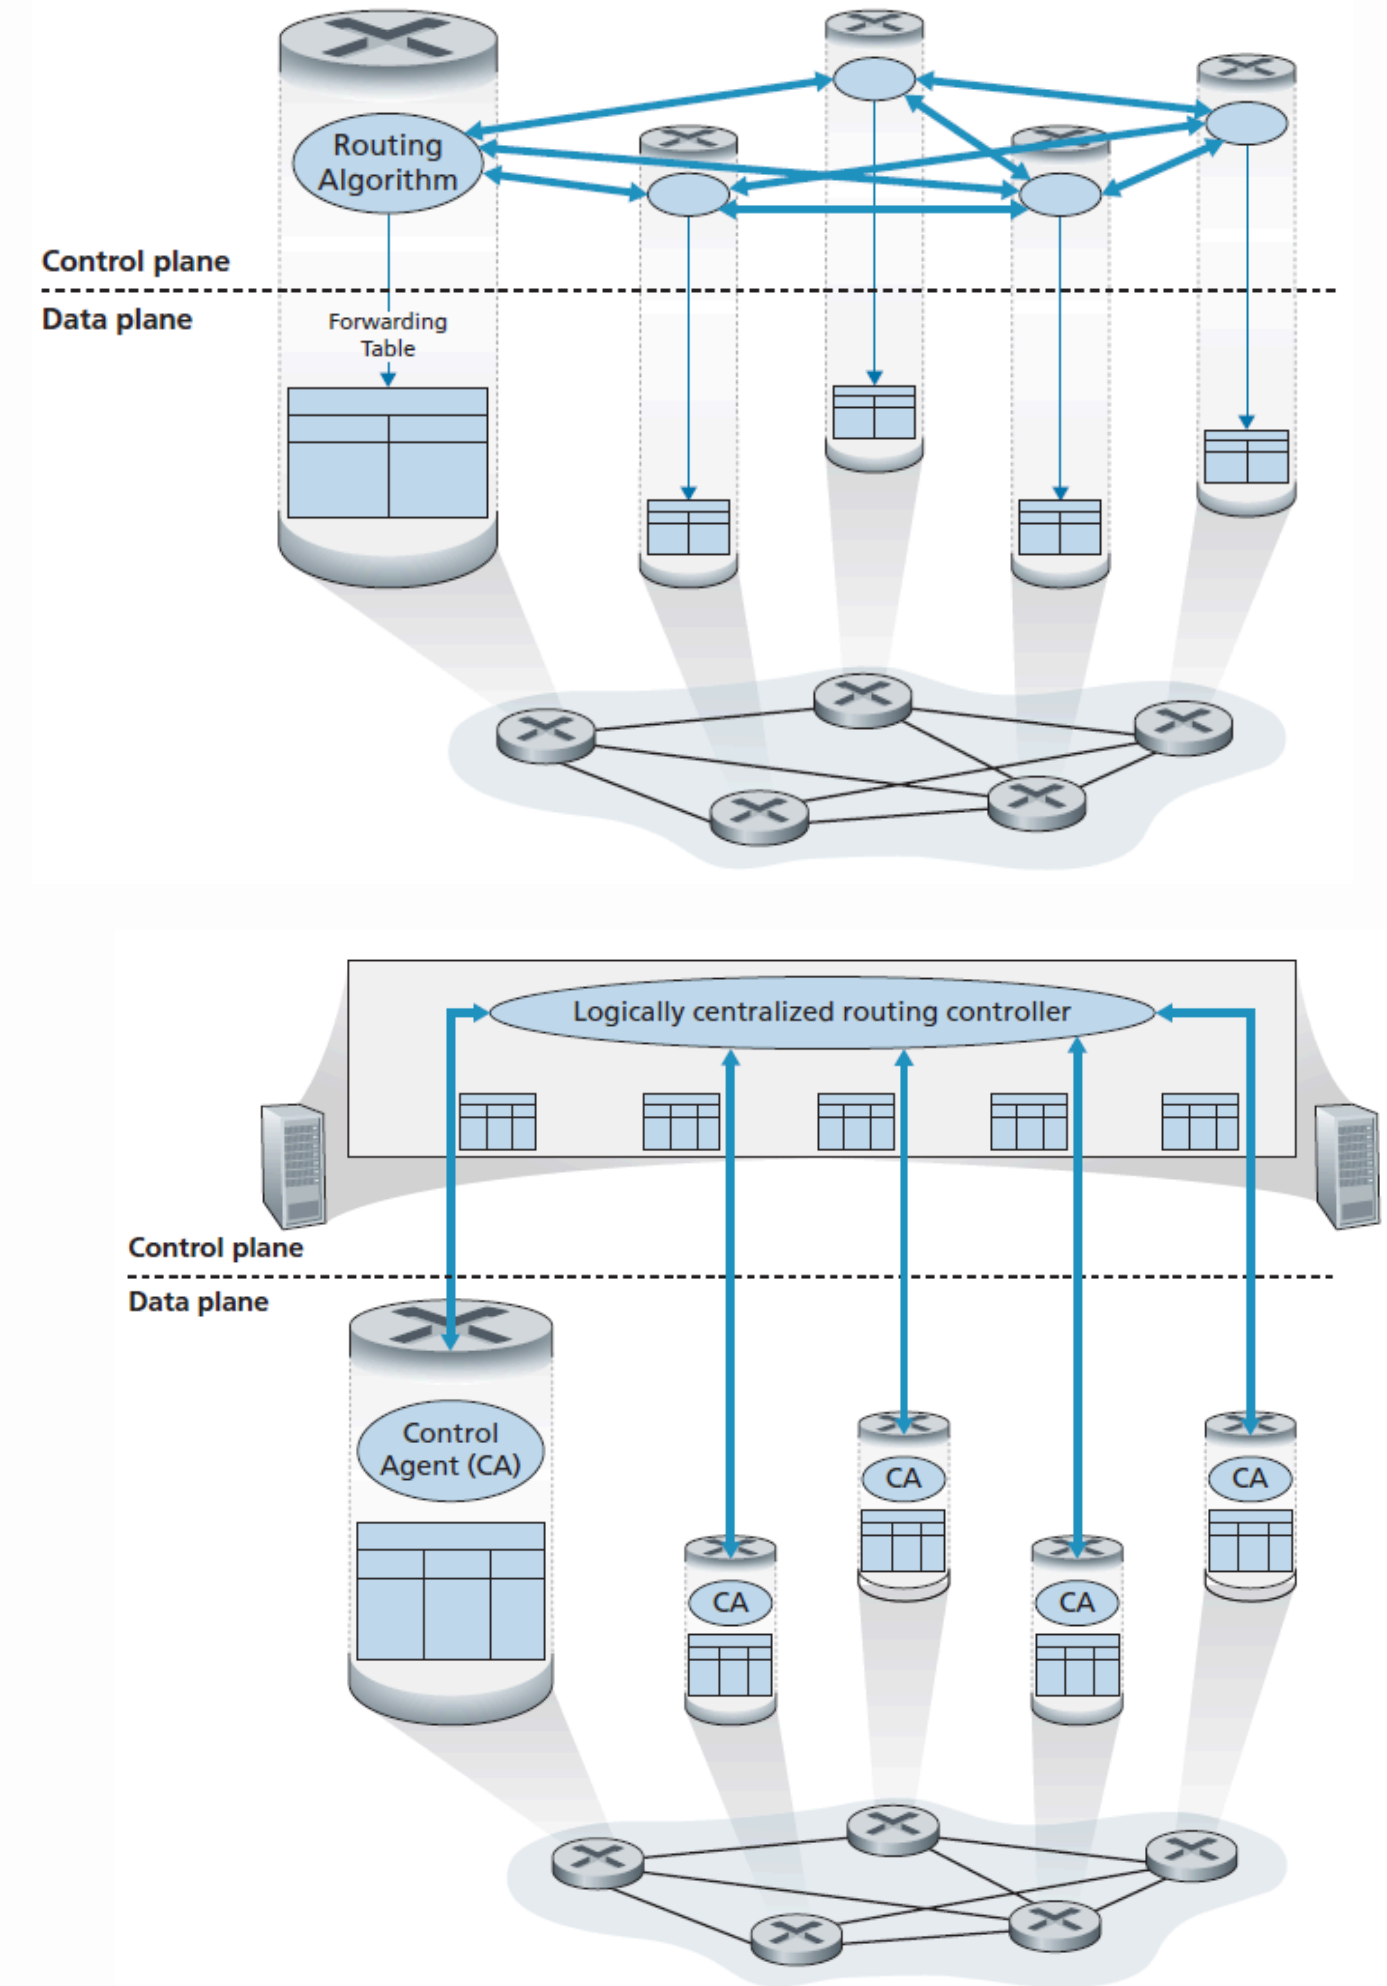 Routing
Algorithm
Control plane
Data plane
Forwarding
Table
Logically centralized routing controller
Control plane
Data plane
Control
Agent (CA)
CA
CA
CA
CA